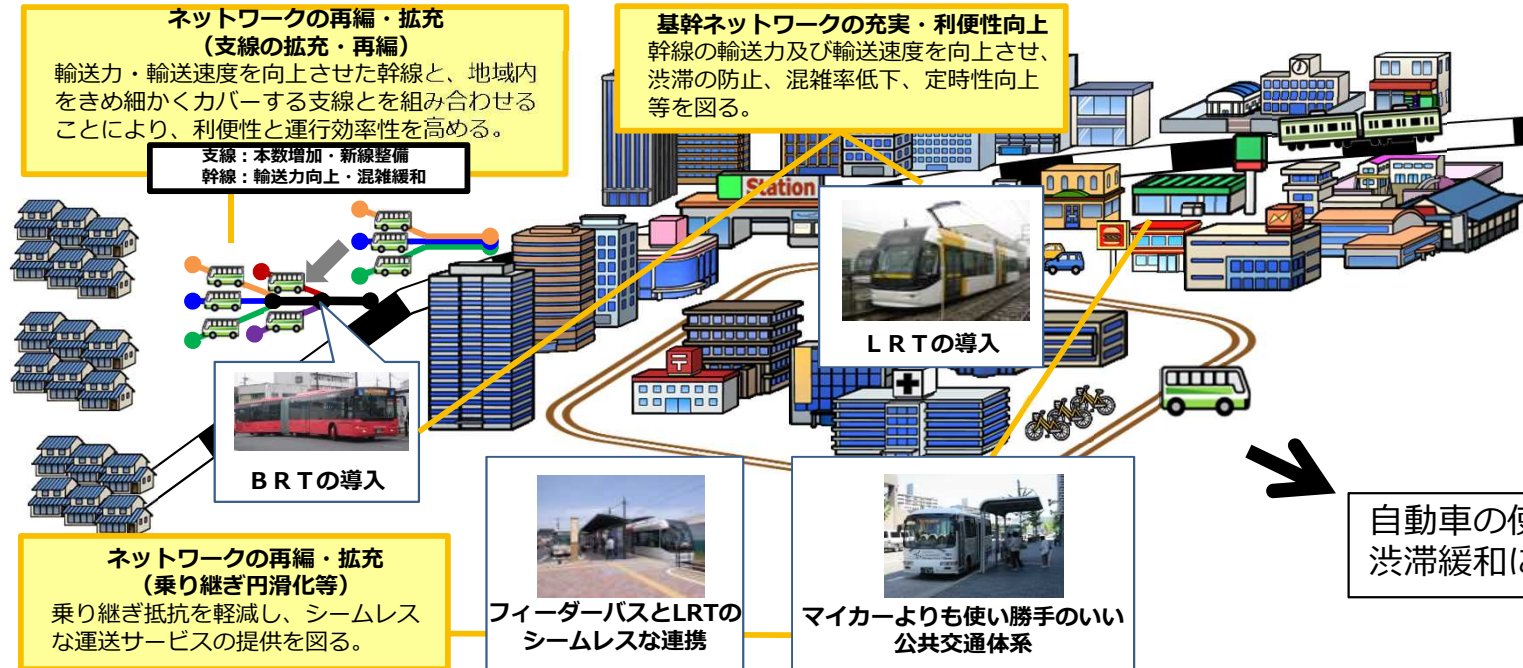 ネットワークの再編・拡充
（支線の拡充・再編）
輸送力・輸送速度を向上させた幹線と、地域内
をきめ細かくカバーする支線とを組み合わせる
ことにより、利便性と運行効率性を高める。
支線：本数増加・新線整備
幹線：輸送力向上・混雑緩和
基幹ネットワークの充実・利便性向上
幹線の輸送力及び輸送速度を向上させ、
渋滞の防止、混雑率低下、定時性向上
等を図る。
Station
ＬＲＴの導入
ＢＲＴの導入
ネットワークの再編・拡充
（乗り継ぎ円滑化等）
乗り継ぎ抵抗を軽減し、シームレス
な運送サービスの提供を図る。
フィーダーバスとLRTの
シームレスな連携
マイカーよりも使い勝手のいい
公共交通体系
自動車の使
渋滞緩和に